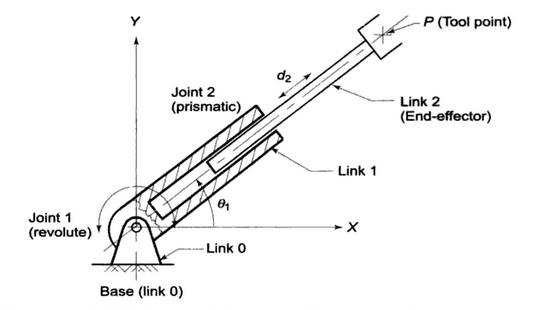 Y
P (Tool point)
d2
Joint 2
(prismatic)
Link 2
(End-effector)
Link 1
θ1
Joint 1
(revolute)
X
Link 0
Base (link 0)